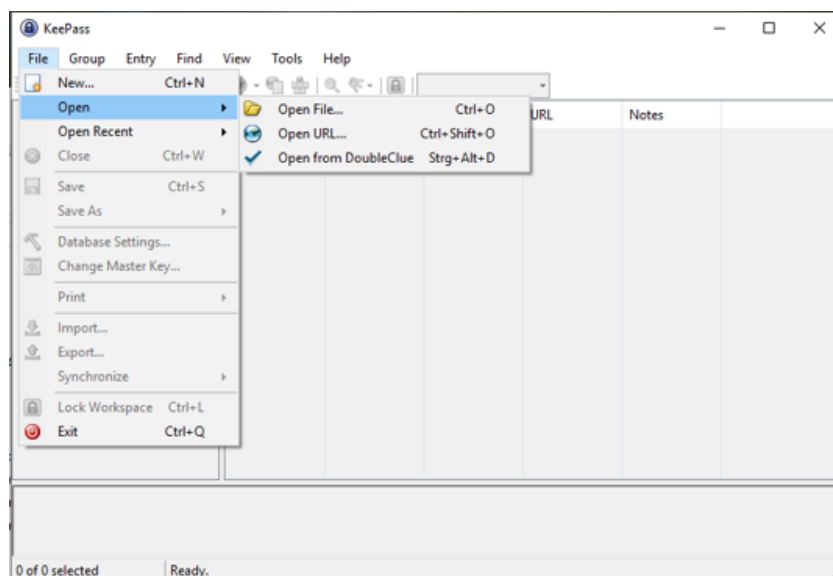 KeePass
File Group Entry Find View Tools Help
New... Ctrl+N
Open
Open Recent
Close Ctrl+W
Save Ctrl+S
Save As
Database Settings...
Change Master Key...
Print
Import...
Export...
Synchronize
Lock Workspace Ctrl+L
Exit Ctrl+Q
Open File... Ctrl+O
Open URL... Ctrl+Shift+O
Open from DoubleClue Strg+Alt+D
URL Notes
0 of 0 selected Ready.